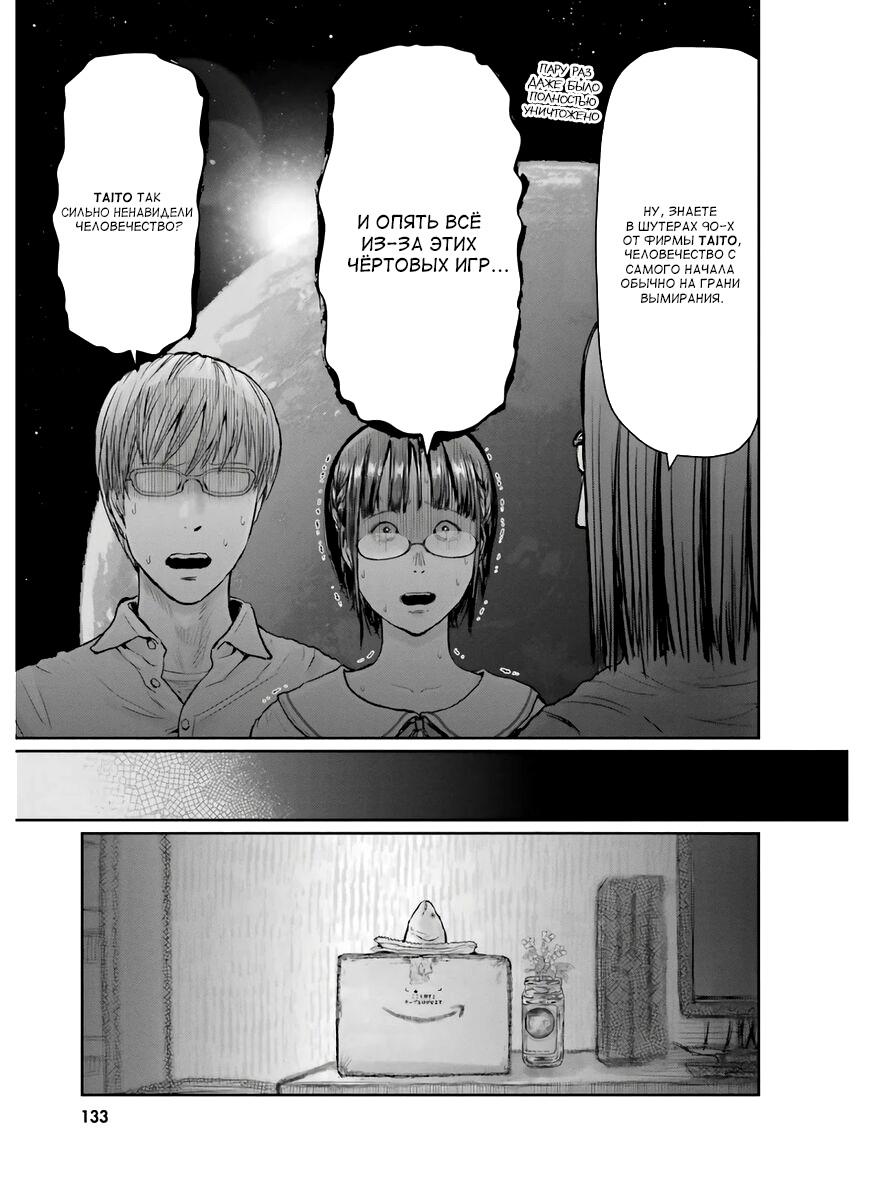 НУ, ЗНАЕТЕ
В ШУТЕРАХ 90-Х
ОТ ФИРМЫ TAITO,
ЧЕЛОВЕЧЕСТВО С
САМОГО НАЧАЛА
ОБЫЧНО НА ГРАНИ
ВЫМИРАНИЯ.
ПАРУ РАЗ
ДАЖЕ БЫЛО
ПОЛНОСТЬЮ
УНИЧТОЖЕНО
И ОПЯТЬ ВСЁ
ИЗ-ЗА ЭТИХ
ЧЁРТОВЫХ ИГР...
TAITO ТАК
СИЛЬНО НЕНАВИДЕЛИ
ЧЕЛОВЕЧЕСТВО?
133